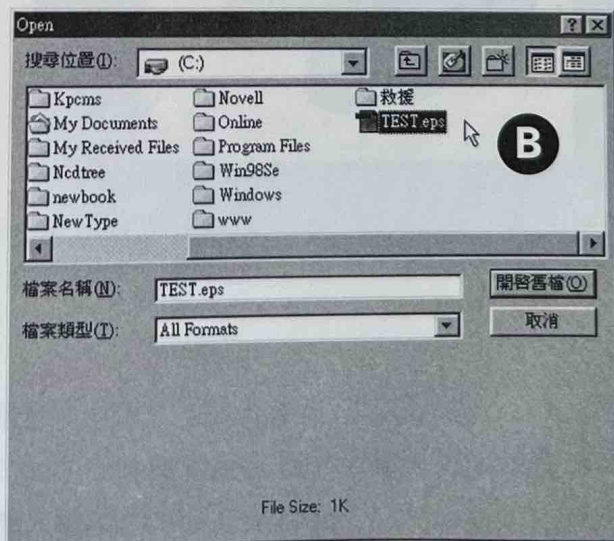 Open
搜尋位置(I):
(C:)
Kpcms
My Documents
My Received Files
Ncdtree
newbook
NewType
Novell
Online
Program Files
Win98Se
Windows
www
救援
TEST.eps
B
檔案名稱(N):
TEST.eps
開啓舊檔(O)
檔案類型(T):
All Formats
取消
File Size: 1K